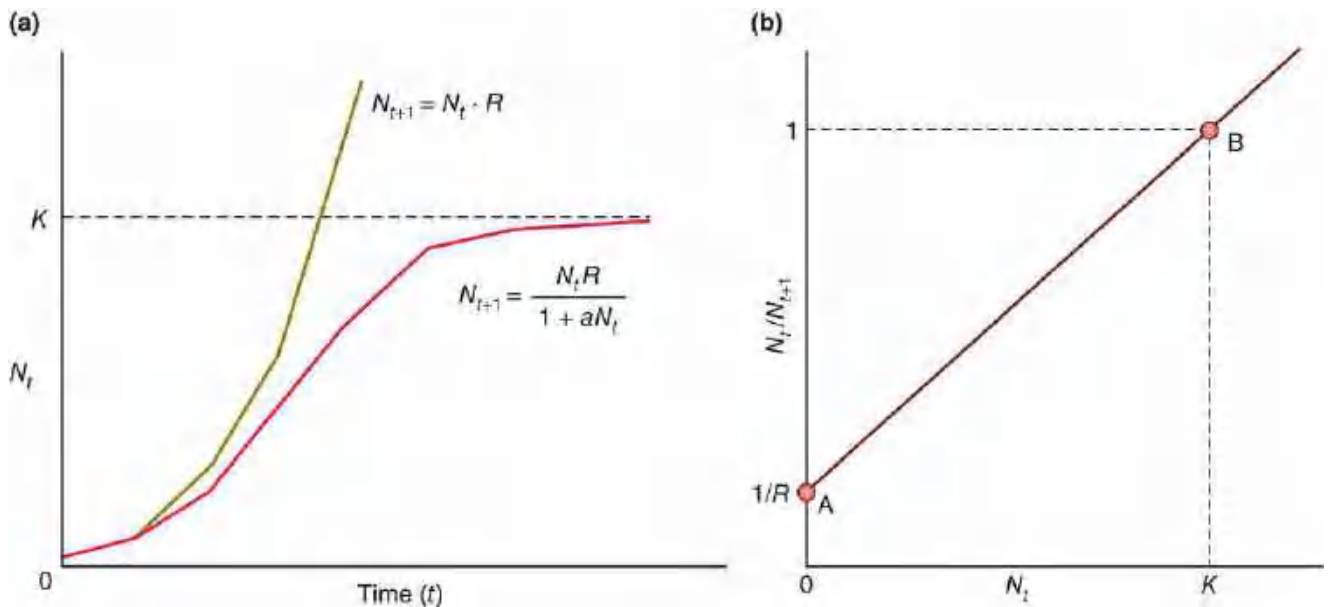 (a)
N_{t+1} = N_t · R
K
N_{t+1} = N_t R / (1 + aN_t)
N_t
0
Time (t)
(b)
1
B
N_t/N_{t+1}
1/R
A
0
N_t
K